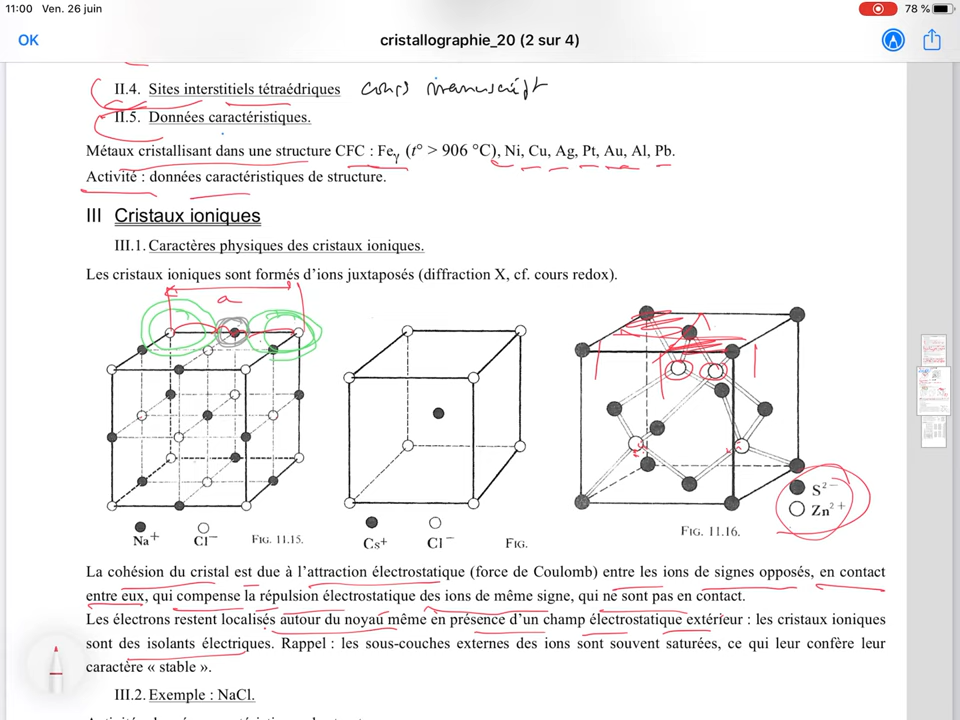 11:00 Ven. 26 juin 78 %
OK cristallographie_20 (2 sur 4)
II.4. Sites interstitiels tétraédriques cours manuscrit
II.5. Données caractéristiques.
Métaux cristallisant dans une structure CFC : Feγ (t° > 906 °C), Ni, Cu, Ag, Pt, Au, Al, Pb.
Activité : données caractéristiques de structure.
III Cristaux ioniques
III.1. Caractères physiques des cristaux ioniques.
Les cristaux ioniques sont formés d'ions juxtaposés (diffraction X, cf. cours redox).
a
S2−
Zn2+
Na+ Cl− FIG. 11.15.
Cs+ Cl− FIG.
FIG. 11.16.
La cohésion du cristal est due à l'attraction électrostatique (force de Coulomb) entre les ions de signes opposés, en contact
entre eux, qui compense la répulsion électrostatique des ions de même signe, qui ne sont pas en contact.
Les électrons restent localisés autour du noyau même en présence d'un champ électrostatique extérieur : les cristaux ioniques
sont des isolants électriques. Rappel : les sous-couches externes des ions sont souvent saturées, ce qui leur confère leur
caractère « stable ».
III.2. Exemple : NaCl.